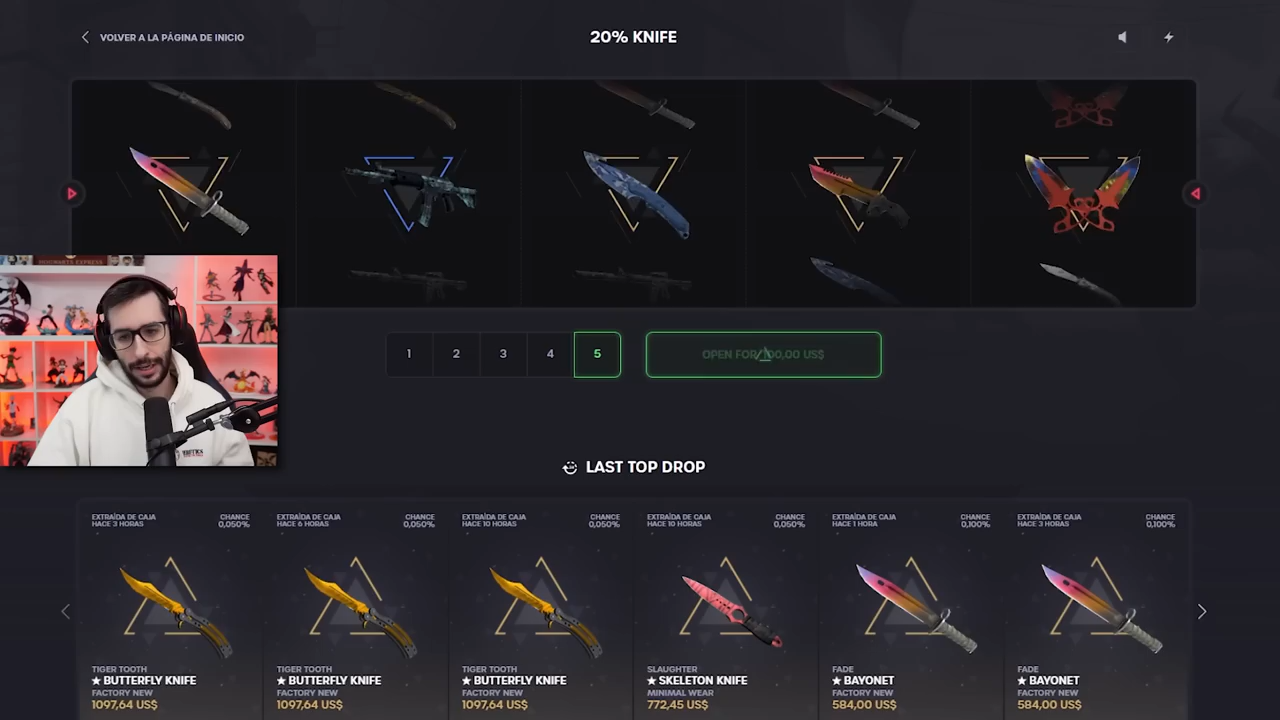 VOLVER A LA PÁGINA DE INICIO
20% KNIFE
1 2 3 4 5
OPEN FOR 100,00 US$
LAST TOP DROP
EXTRAÍDA DE CAJA CHANCE
HACE 3 HORAS 0,050%
TIGER TOOTH
★ BUTTERFLY KNIFE
FACTORY NEW
1097,64 US$
EXTRAÍDA DE CAJA CHANCE
HACE 6 HORAS 0,050%
TIGER TOOTH
★ BUTTERFLY KNIFE
FACTORY NEW
1097,64 US$
EXTRAÍDA DE CAJA CHANCE
HACE 10 HORAS 0,050%
TIGER TOOTH
★ BUTTERFLY KNIFE
FACTORY NEW
1097,64 US$
EXTRAÍDA DE CAJA CHANCE
HACE 10 HORAS 0,050%
SLAUGHTER
★ SKELETON KNIFE
MINIMAL WEAR
772,45 US$
EXTRAÍDA DE CAJA CHANCE
HACE 1 HORA 0,100%
FADE
★ BAYONET
FACTORY NEW
584,00 US$
EXTRAÍDA DE CAJA CHANCE
HACE 3 HORAS 0,100%
FADE
★ BAYONET
FACTORY NEW
584,00 US$